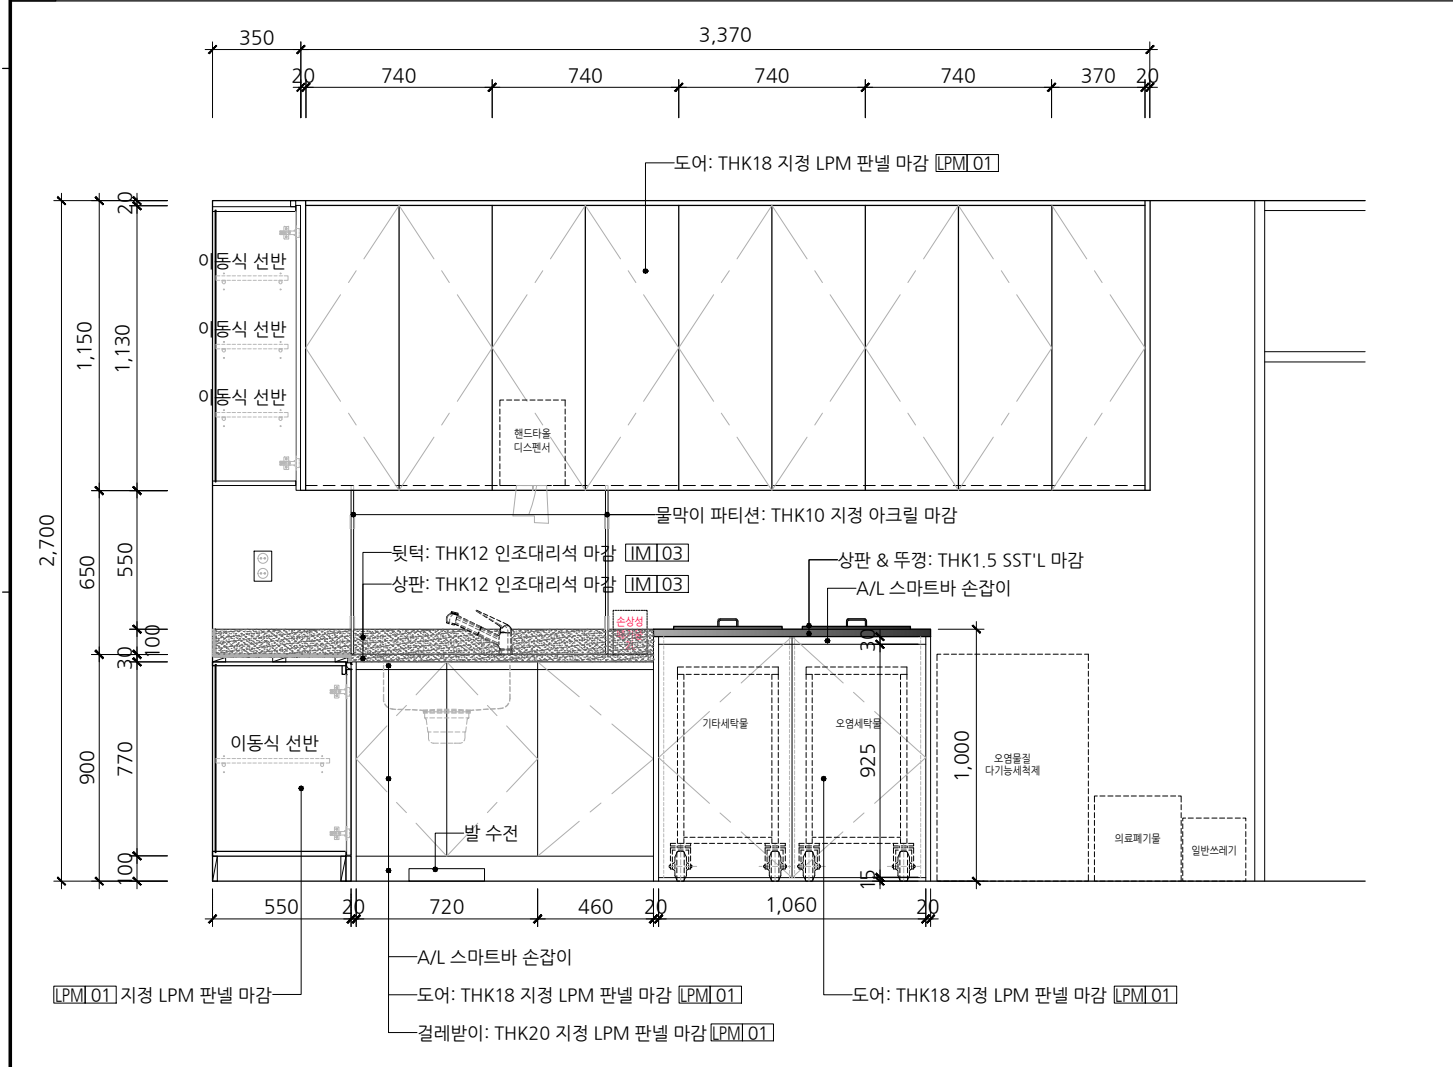 350
3,370
20
740
740
740
740
370
20
도어: THK18 지정 LPM 판넬 마감 LPM 01
20
이동식 선반
이동식 선반
이동식 선반
1,150
1,130
핸드타올
디스펜서
2,700
650
550
물막이 파티션: THK10 지정 아크릴 마감
뒷턱: THK12 인조대리석 마감 IM 03
상판: THK12 인조대리석 마감 IM 03
상판 & 뚜껑: THK1.5 SST'L 마감
A/L 스마트바 손잡이
손상성
100
30
30
900
770
이동식 선반
기타세탁물
오염세탁물
925
1,000
오염물질
다기능세척제
의료폐기물
일반쓰레기
발 수전
100
15
550
20
720
460
20
1,060
20
A/L 스마트바 손잡이
LPM 01 지정 LPM 판넬 마감
도어: THK18 지정 LPM 판넬 마감 LPM 01
도어: THK18 지정 LPM 판넬 마감 LPM 01
걸레받이: THK20 지정 LPM 판넬 마감 LPM 01